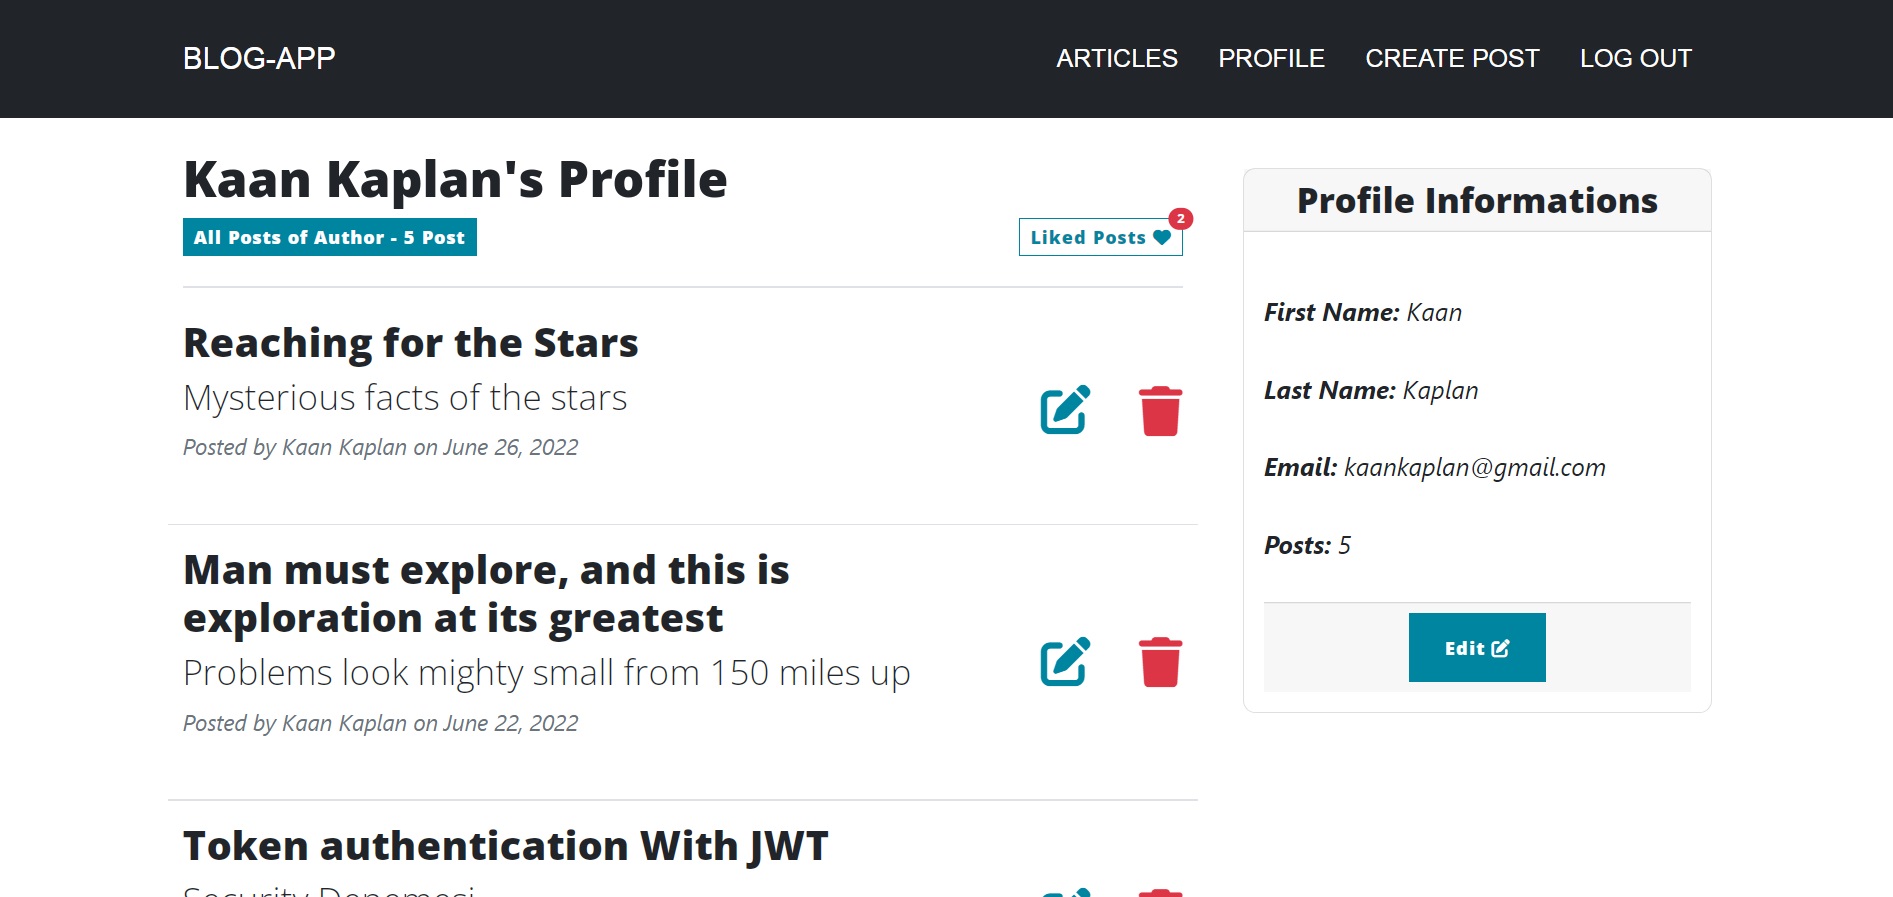 BLOG-APP
ARTICLES PROFILE CREATE POST LOG OUT
Kaan Kaplan's Profile
All Posts of Author - 5 Post
Liked Posts
2
Reaching for the Stars
Mysterious facts of the stars
Posted by Kaan Kaplan on June 26, 2022
Man must explore, and this is
exploration at its greatest
Problems look mighty small from 150 miles up
Posted by Kaan Kaplan on June 22, 2022
Token authentication With JWT
Security Denemesi
Profile Informations
First Name: Kaan
Last Name: Kaplan
Email: kaankaplan@gmail.com
Posts: 5
Edit